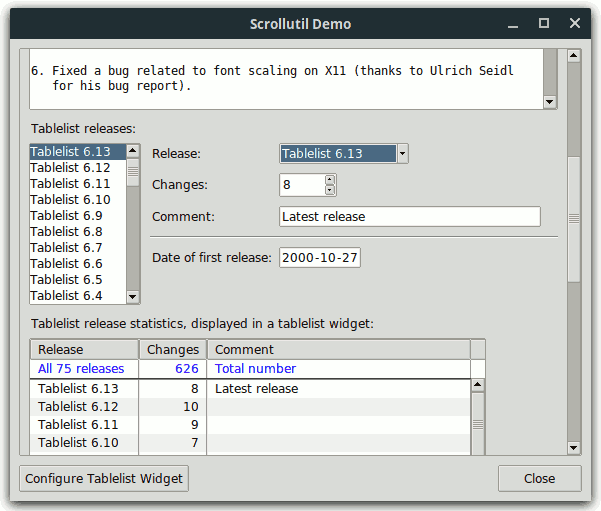 Scrollutil Demo
6. Fixed a bug related to font scaling on X11 (thanks to Ulrich Seidl
for his bug report).
Tablelist releases:
Tablelist 6.13
Tablelist 6.12
Tablelist 6.11
Tablelist 6.10
Tablelist 6.9
Tablelist 6.8
Tablelist 6.7
Tablelist 6.6
Tablelist 6.5
Tablelist 6.4
Release: Tablelist 6.13
Changes: 8
Comment: Latest release
Date of first release: 2000-10-27
Tablelist release statistics, displayed in a tablelist widget:
Release Changes Comment
All 75 releases 626 Total number
Tablelist 6.13 8 Latest release
Tablelist 6.12 10
Tablelist 6.11 9
Tablelist 6.10 7
Configure Tablelist Widget Close